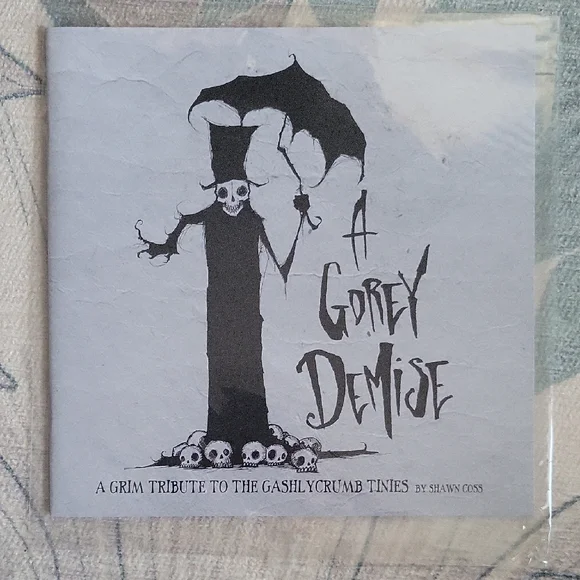 A
GOREY
DEMiSE
A GRIM TRIBUTE TO THE GASHLYCRUMB TINIES BY SHAWN COSS